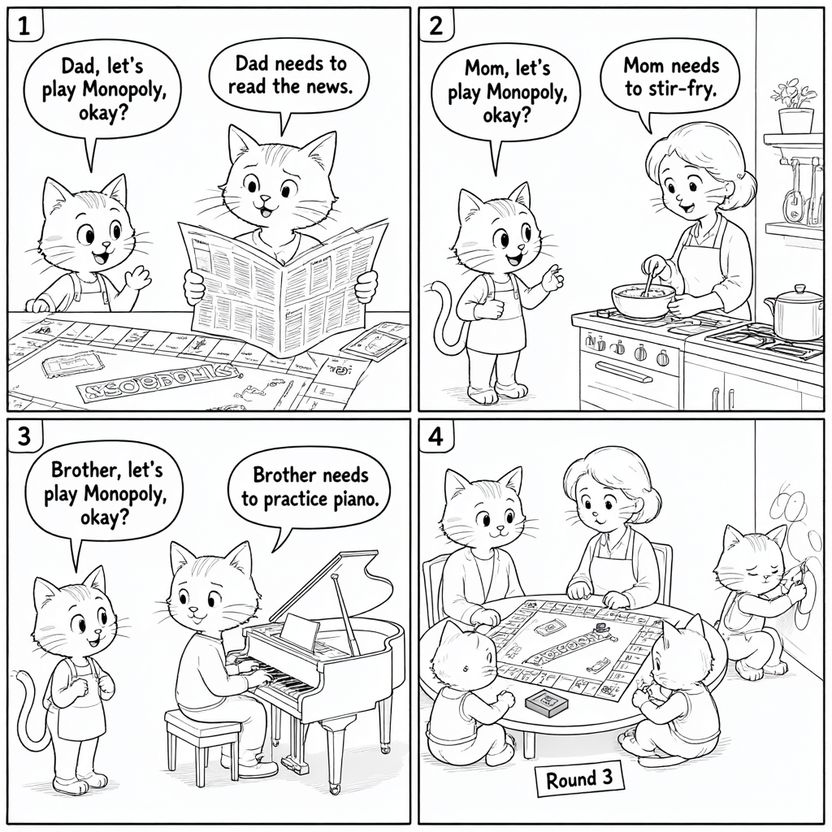 1
Dad, let's
play Monopoly,
okay?
Dad needs to
read the news.
2
Mom, let's
play Monopoly,
okay?
Mom needs
to stir-fry.
3
Brother, let's
play Monopoly,
okay?
Brother needs
to practice piano.
4
Round 3